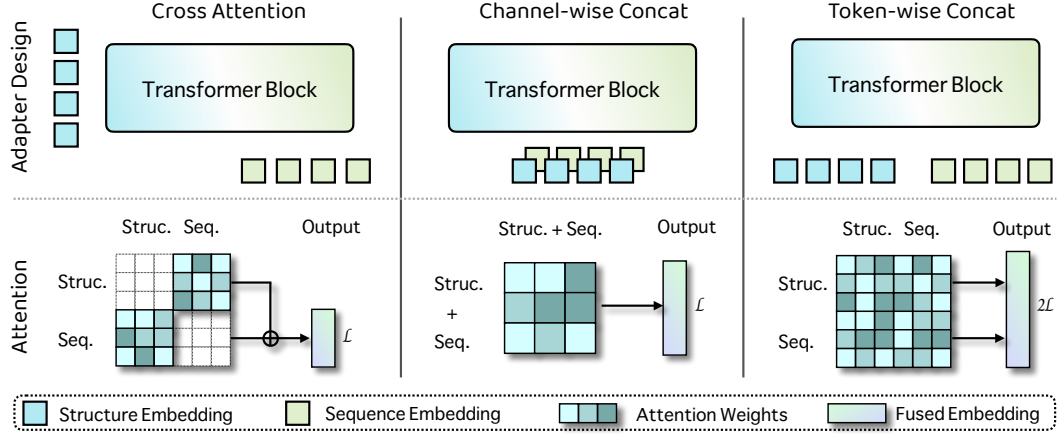 Cross Attention
Channel-wise Concat
Token-wise Concat
Adapter Design
Transformer Block
Transformer Block
Transformer Block
Attention
Struc. Seq. Output
Struc.
Seq.
ℒ
Struc. + Seq.
Struc.
+
Seq.
ℒ
Struc. Seq. Output
Struc.
Seq.
2ℒ
Structure Embedding
Sequence Embedding
Attention Weights
Fused Embedding